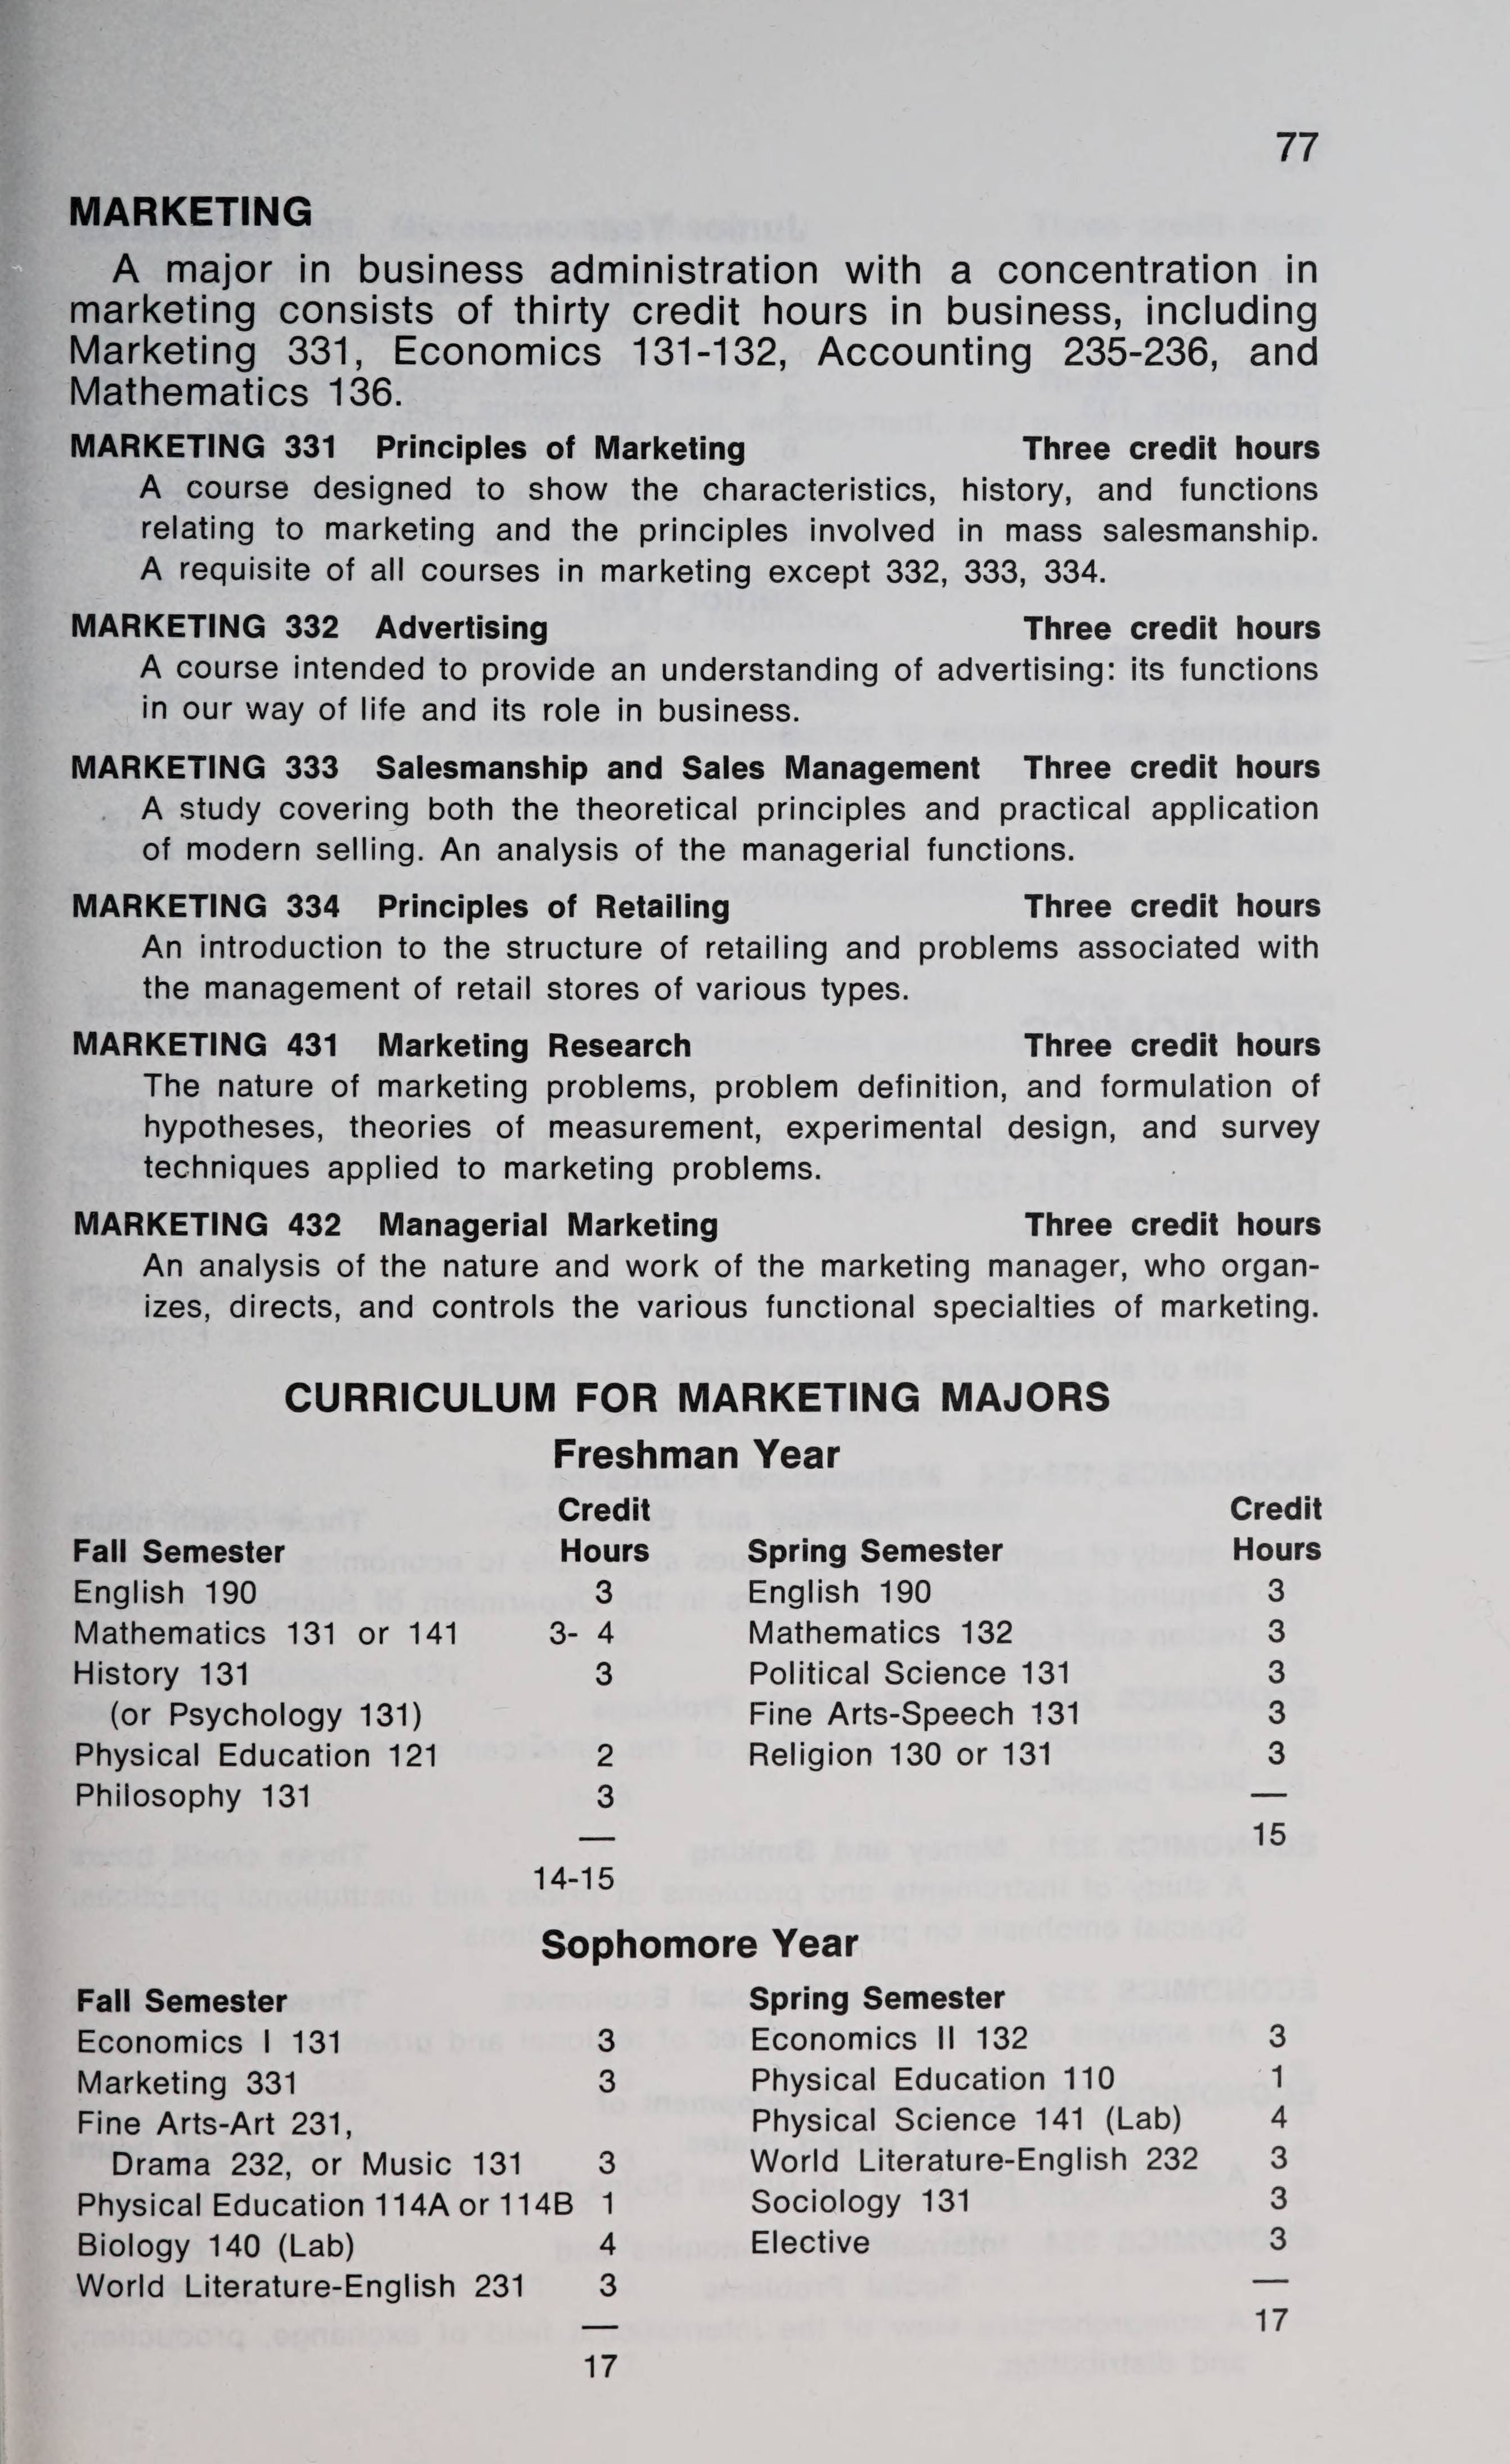 77
MARKETING
A major in business administration with a concentration in
marketing consists of thirty credit hours in business, including
Marketing 331, Economics 131-132, Accounting 235-236, and
Mathematics 136.
MARKETING 331 Principles of Marketing Three credit hours
A course designed to show the characteristics, history, and functions
relating to marketing and the principles involved in mass salesmanship.
A requisite of all courses in marketing except 332, 333, 334.
MARKETING 332 Advertising Three credit hours
A course intended to provide an understanding of advertising: its functions
in our way of life and its role in business.
MARKETING 333 Salesmanship and Sales Management Three credit hours
A study covering both the theoretical principles and practical application
of modern selling. An analysis of the managerial functions.
MARKETING 334 Principles of Retailing Three credit hours
An introduction to the structure of retailing and problems associated with
the management of retail stores of various types.
MARKETING 431 Marketing Research Three credit hours
The nature of marketing problems, problem definition, and formulation of
hypotheses, theories of measurement, experimental design, and survey
techniques applied to marketing problems.
MARKETING 432 Managerial Marketing Three credit hours
An analysis of the nature and work of the marketing manager, who organ-
izes, directs, and controls the various functional specialties of marketing.
CURRICULUM FOR MARKETING MAJORS
Freshman Year
Credit Credit
Fall Semester Hours Spring Semester Hours
English 190 3 English 190 3
Mathematics 131 or 141 3- 4 Mathematics 132 3
History 131 3 Political Science 131 3
(or Psychology 131) Fine Arts-Speech 131 3
Physical Education 121 2 Religion 130 or 131 3
Philosophy 131 3 —
— 15
14-15
Sophomore Year
Fall Semester Spring Semester
Economics I 131 3 Economics II 132 3
Marketing 331 3 Physical Education 110 1
Fine Arts-Art 231, Physical Science 141 (Lab) 4
Drama 232, or Music 131 3 World Literature-English 232 3
Physical Education 114A or 114B 1 Sociology 131 3
Biology 140 (Lab) 4 Elective 3
World Literature-English 231 3 —
— 17
17